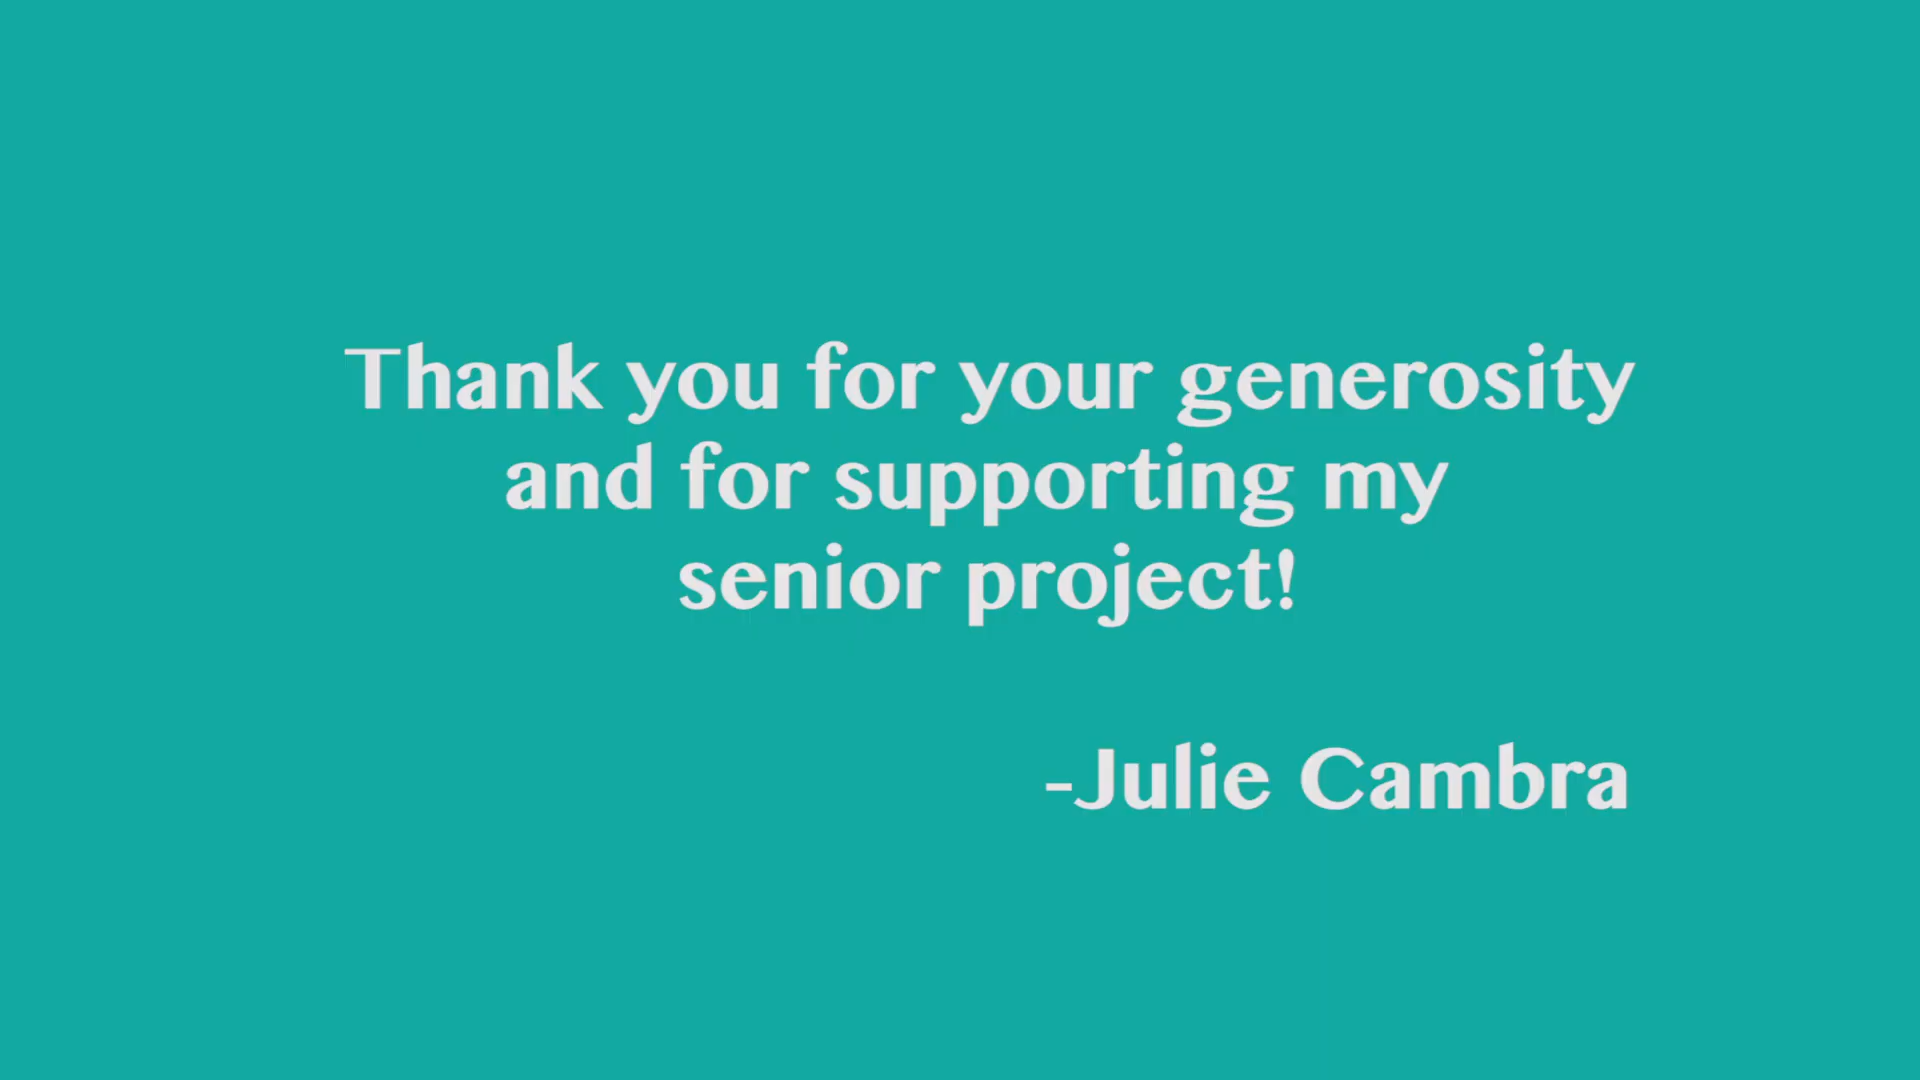 Thank you for your generosity
and for supporting my
senior project!
-Julie Cambra